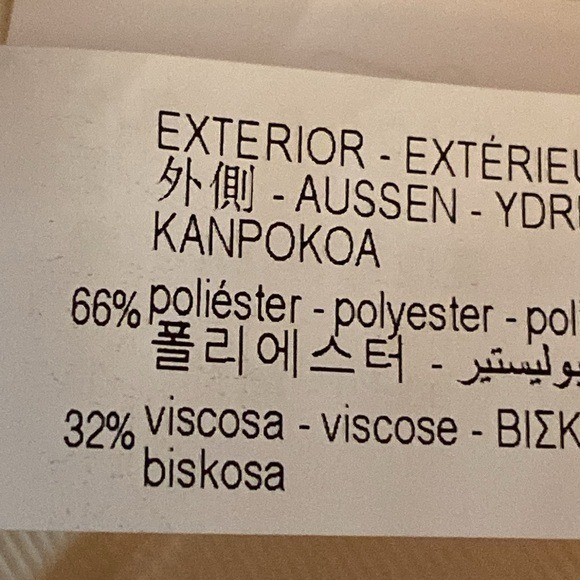 EXTERIOR - EXTÉRIEU
外側 - AUSSEN - YDR
KANPOKOA
66% poliéster - polyester - pol
폴리에스터 - بوليستير
32% viscosa - viscose - ΒΙΣΚ
biskosa